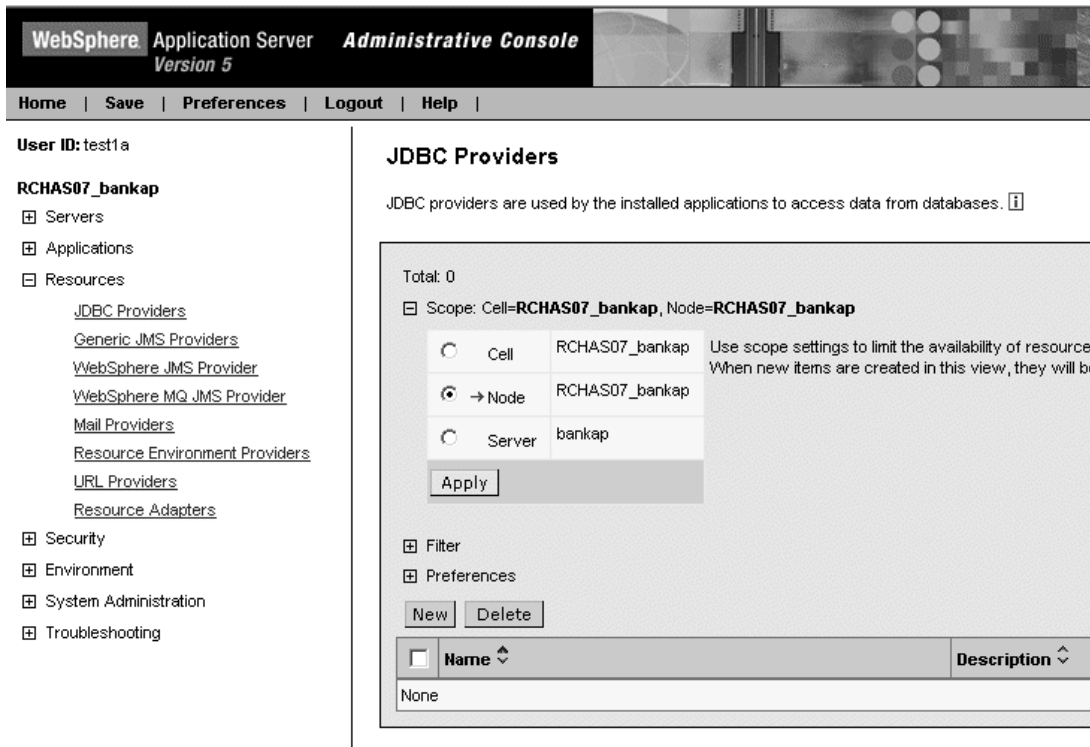 WebSphere. Application Server Administrative Console
Version 5
Home | Save | Preferences | Logout | Help |
User ID: test1a
RCHAS07_bankap
Servers
Applications
Resources
JDBC Providers
Generic JMS Providers
WebSphere JMS Provider
WebSphere MQ JMS Provider
Mail Providers
Resource Environment Providers
URL Providers
Resource Adapters
Security
Environment
System Administration
Troubleshooting
JDBC Providers
JDBC providers are used by the installed applications to access data from databases. i
Total: 0
Scope: Cell=RCHAS07_bankap, Node=RCHAS07_bankap
Cell RCHAS07_bankap
Node RCHAS07_bankap
Server bankap
Use scope settings to limit the availability of resource
When new items are created in this view, they will b
Apply
Filter
Preferences
New Delete
Name Description
None